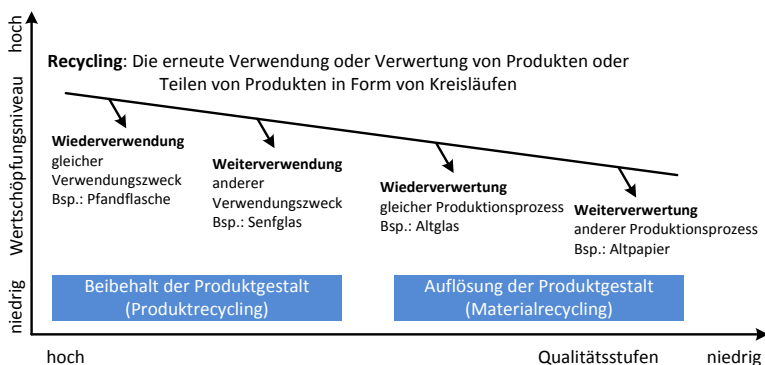 hoch
Wertschöpfungsniveau
niedrig
Recycling: Die erneute Verwendung oder Verwertung von Produkten oder
Teilen von Produkten in Form von Kreisläufen
Wiederverwendung
gleicher
Verwendungszweck
Bsp.: Pfandflasche
Weiterverwendung
anderer
Verwendungszweck
Bsp.: Senfglas
Wiederverwertung
gleicher Produktionsprozess
Bsp.: Altglas
Weiterverwertung
anderer Produktionsprozess
Bsp.: Altpapier
Beibehalt der Produktgestalt
(Produktrecycling)
Auflösung der Produktgestalt
(Materialrecycling)
hoch
Qualitätsstufen
niedrig